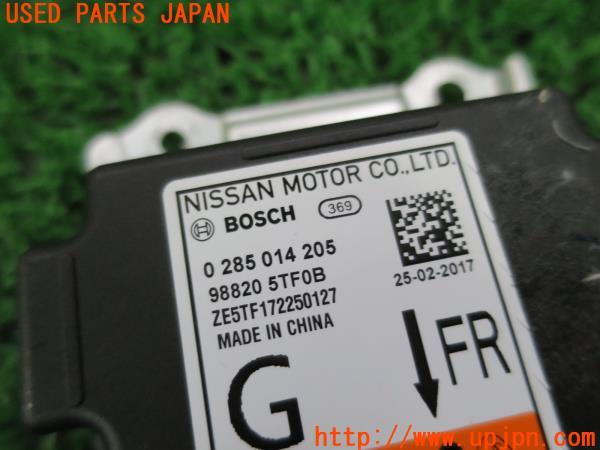 USED PARTS JAPAN
NISSAN MOTOR CO.,LTD.
BOSCH 369
0 285 014 205
98820 5TF0B
ZE5TF172250127
MADE IN CHINA
25-02-2017
G
FR
http://www.upjpn.com/